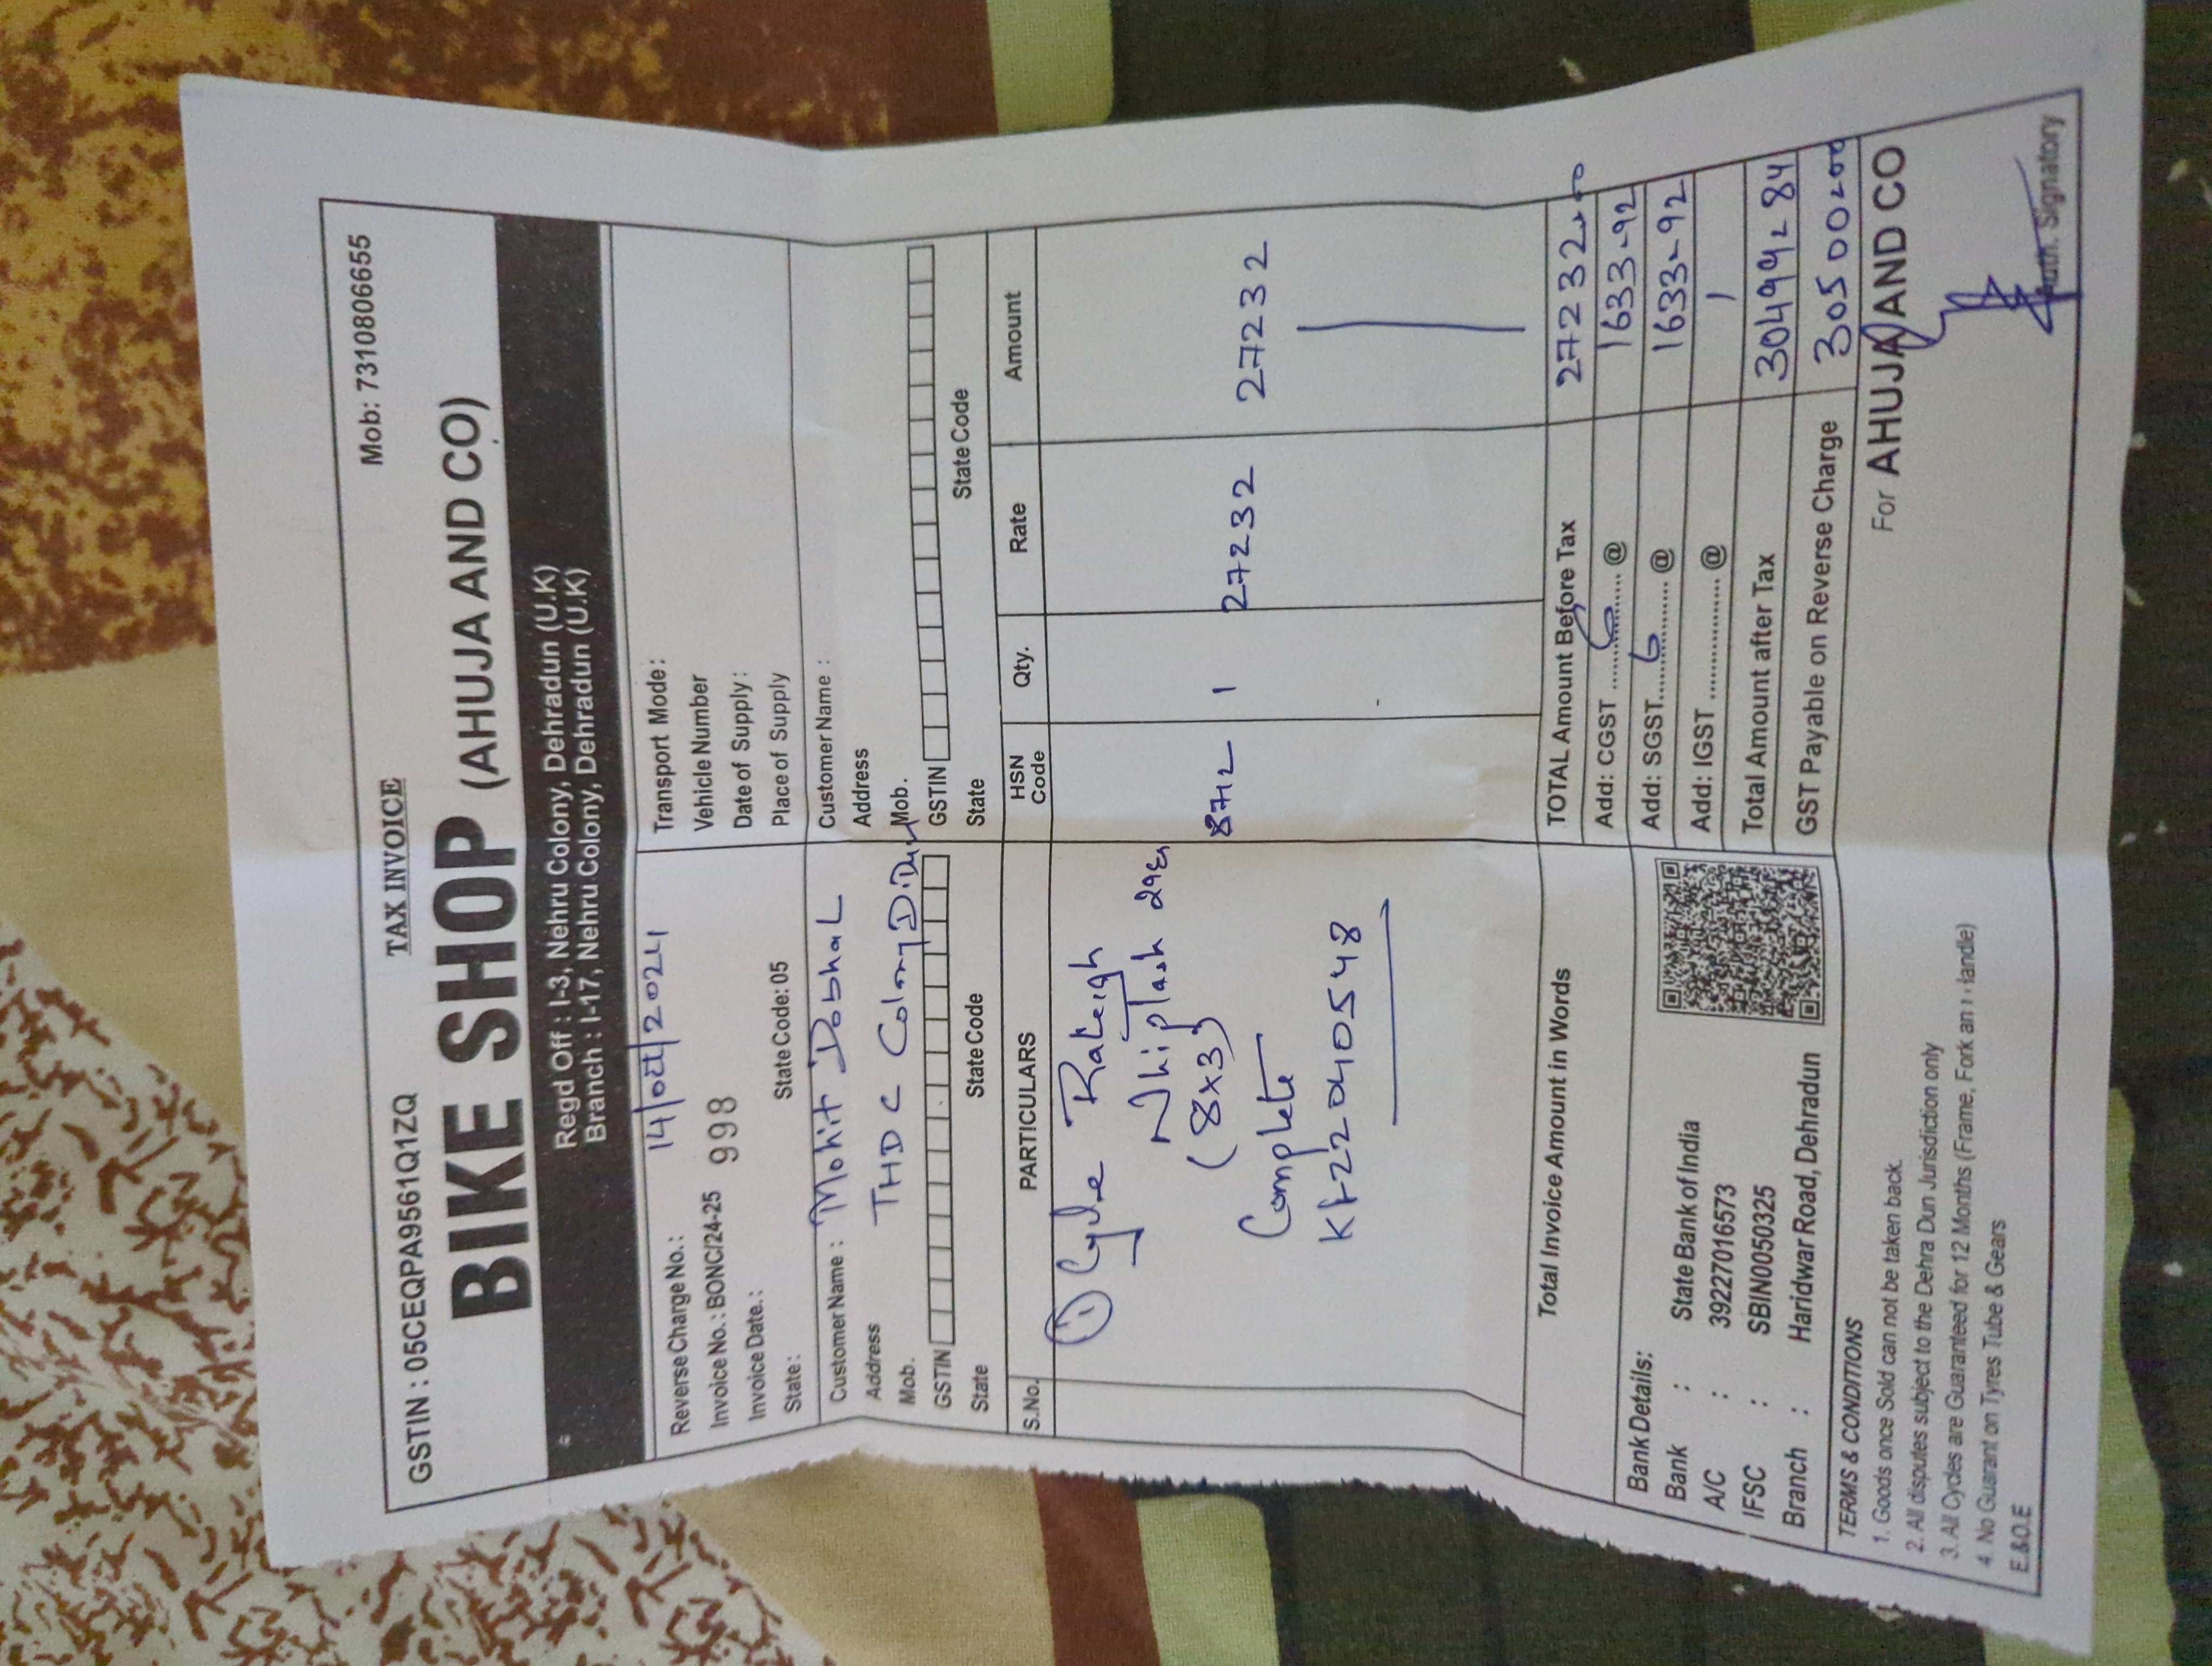 GSTIN : 05CEQPA9561Q1ZQ TAX INVOICE Mob: 7310806655
BIKE SHOP (AHUJA AND CO)
Regd Off : I-3, Nehru Colony, Dehradun (U.K)
Branch : I-17, Nehru Colony, Dehradun (U.K)
Reverse Charge No.: 14/oct/2024
Invoice No.: BONC/24-25 998
Invoice Date.:
State: State Code: 05
Transport Mode:
Vehicle Number
Date of Supply:
Place of Supply
Customer Name : Mohit Dobhal
Address THDC Colony D.Dun
Mob.
GSTIN
State State Code
Customer Name :
Address
Mob.
GSTIN
State State Code
S.No. PARTICULARS HSN Code Qty. Rate Amount
① Cycle Raleigh
Whiplash 29er 8712 1 27232 27232
(8x3)
Complete
2040548
Total Invoice Amount in Words
TOTAL Amount Before Tax 27232
Add: CGST ...6... @ 1633-92
Add: SGST...6... @ 1633-92
Add: IGST ............... @
Total Amount after Tax 30499-84
GST Payable on Reverse Charge 30500-00
Bank Details:
Bank : State Bank of India
A/C : 39227016573
IFSC : SBIN0050325
Branch : Haridwar Road, Dehradun
TERMS & CONDITIONS
1. Goods once Sold can not be taken back.
2. All disputes subject to the Dehra Dun Jurisdiction only
3. All Cycles are Guaranteed for 12 Months (Frame, Fork an Handle)
4. No Guarant on Tyres Tube & Gears
E.&O.E
For AHUJA AND CO
Auth. Signatory